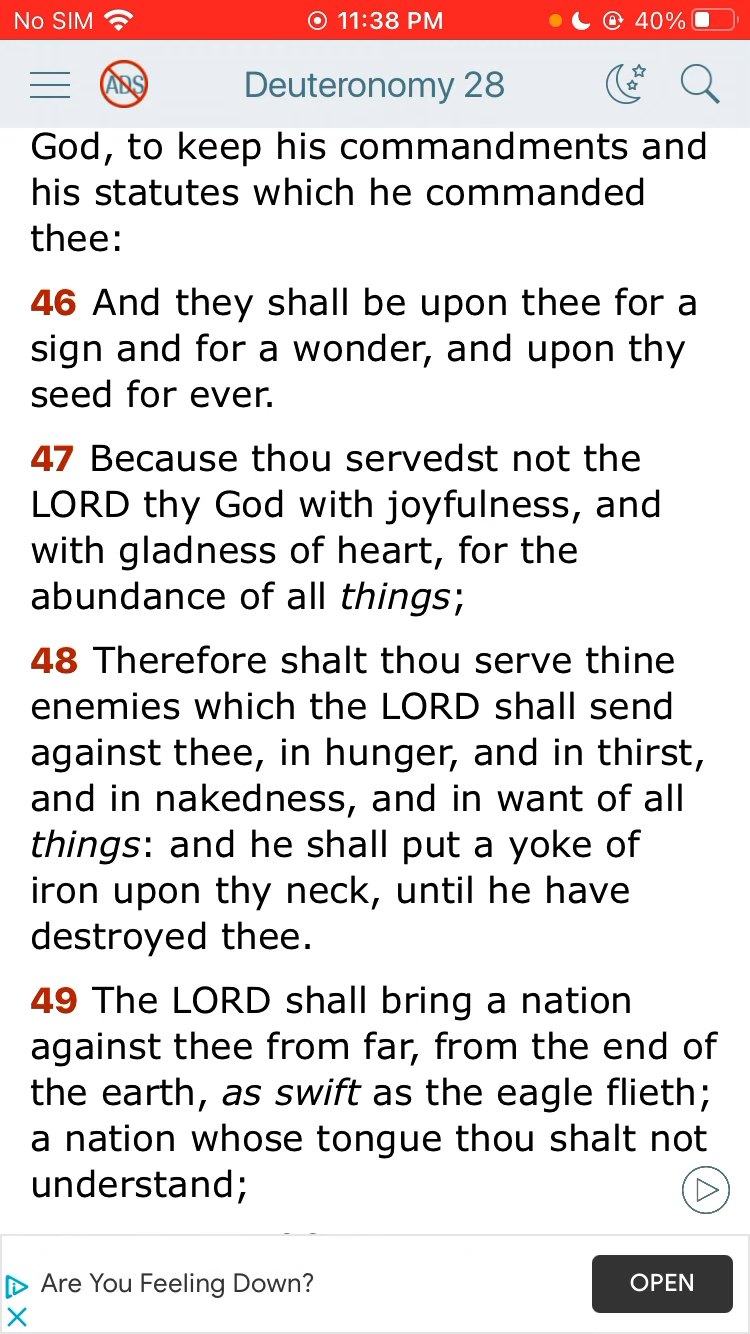 No SIM 11:38 PM 40%
ADS Deuteronomy 28
God, to keep his commandments and
his statutes which he commanded
thee:
46 And they shall be upon thee for a
sign and for a wonder, and upon thy
seed for ever.
47 Because thou servedst not the
LORD thy God with joyfulness, and
with gladness of heart, for the
abundance of all things;
48 Therefore shalt thou serve thine
enemies which the LORD shall send
against thee, in hunger, and in thirst,
and in nakedness, and in want of all
things: and he shall put a yoke of
iron upon thy neck, until he have
destroyed thee.
49 The LORD shall bring a nation
against thee from far, from the end of
the earth, as swift as the eagle flieth;
a nation whose tongue thou shalt not
understand;
Are You Feeling Down? OPEN